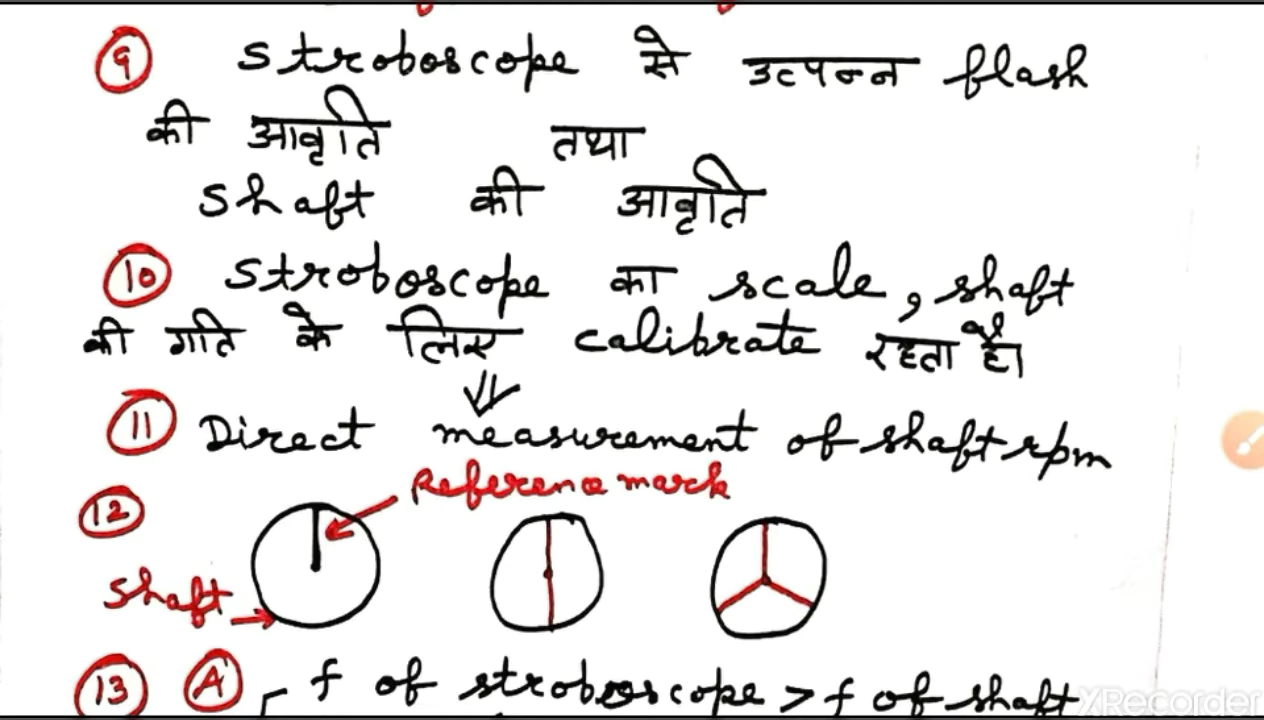 9 Stroboscope से उत्पन्न flash
की आवृति तथा
shaft की आवृति
10 Stroboscope का scale, shaft
की गति के लिए calibrate रहता है।
11 Direct measurement of shaft rpm
Reference mark
12
shaft
13 A f of stroboscope > f of shaft
XRecorder